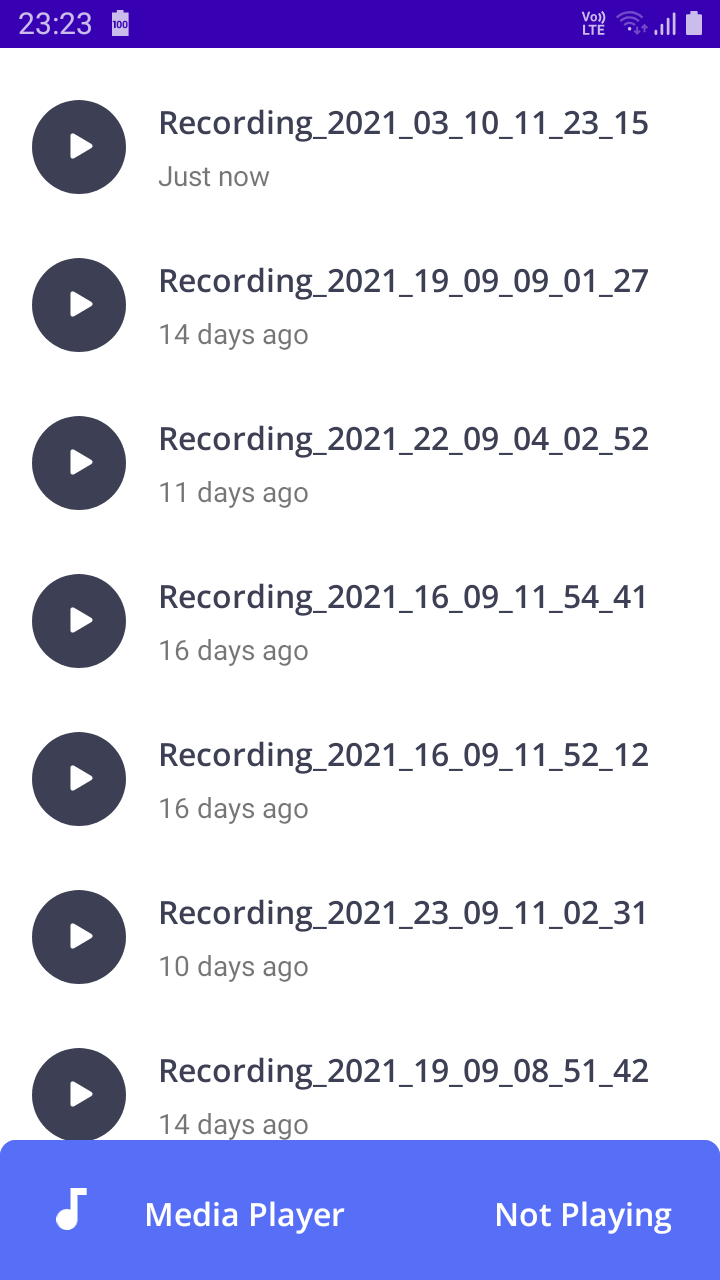 23:23
100
Vo))
LTE
Recording_2021_03_10_11_23_15
Just now
Recording_2021_19_09_09_01_27
14 days ago
Recording_2021_22_09_04_02_52
11 days ago
Recording_2021_16_09_11_54_41
16 days ago
Recording_2021_16_09_11_52_12
16 days ago
Recording_2021_23_09_11_02_31
10 days ago
Recording_2021_19_09_08_51_42
14 days ago
Media Player Not Playing